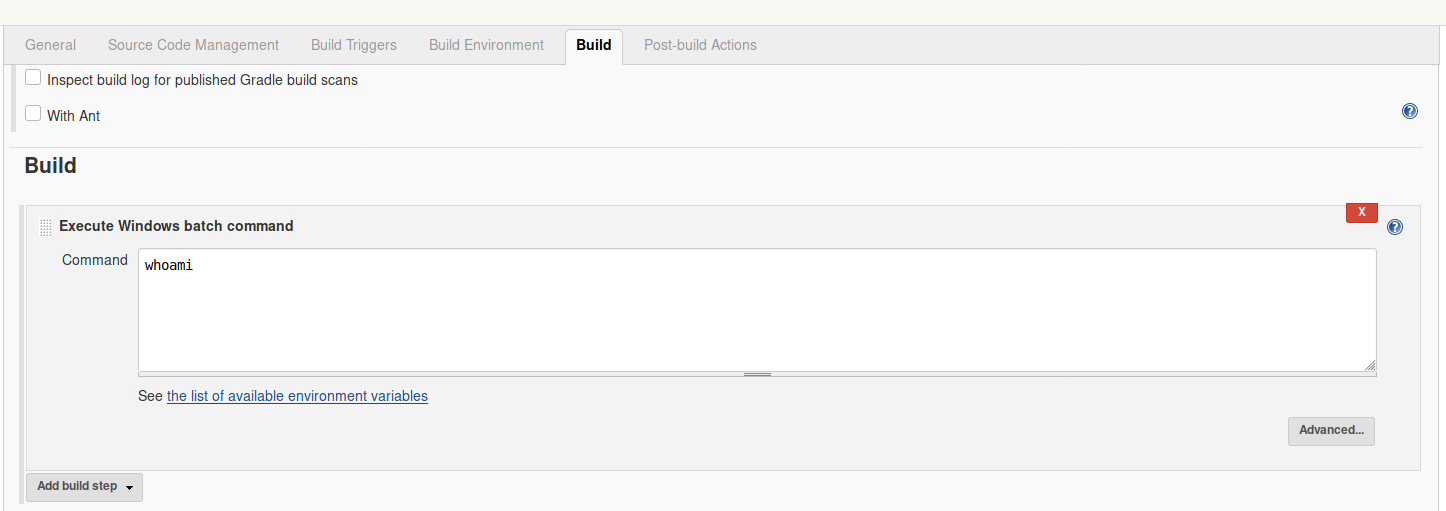 General Source Code Management Build Triggers Build Environment Build Post-build Actions
Inspect build log for published Gradle build scans
With Ant
?
Build
X
Execute Windows batch command
?
Command
whoami
See the list of available environment variables
Advanced...
Add build step